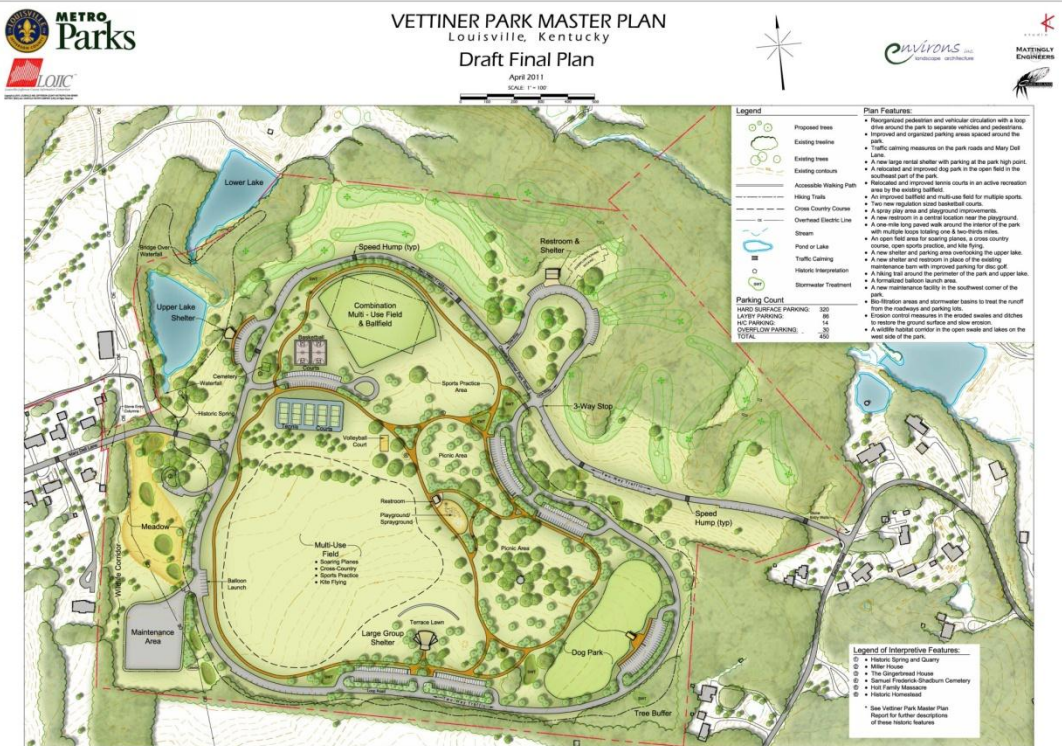 METRO
Parks
LOUISVILLE
LOJIC
VETTINER PARK MASTER PLAN
Louisville, Kentucky
Draft Final Plan
April 2011
SCALE: 1" = 100'
environs inc.
landscape architecture
STUDIO
MATTINGLY
ENGINEERS
Legend
Proposed trees
Existing treeline
Existing trees
Existing contours
Accessible Walking Path
Hiking Trails
Cross Country Course
Overhead Electric Line
Stream
Pond or Lake
Traffic Calming
Historic Interpretation
Stormwater Treatment
Parking Count
HARD SURFACE PARKING: 320
LAYBY PARKING: 86
H/C PARKING: 14
OVERFLOW PARKING: 30
TOTAL 450
Plan Features:
• Reorganized pedestrian and vehicular circulation with a loop
drive around the park to separate vehicles and pedestrians.
• Improved and organized parking areas spaced around the
park.
• Traffic calming measures on the park roads and Mary Dell
Lane.
• A new large rental shelter with parking at the park high point.
• A relocated and improved dog park in the open field in the
southeast part of the park.
• Relocated and improved tennis courts in an active recreation
area by the existing ballfield.
• An improved ballfield and multi-use field for multiple sports.
• Two new regulation sized basketball courts.
• A spray play area and playground improvements.
• A new restroom in a central location near the playground.
• A one-mile long paved walk around the interior of the park
with multiple loops totaling one & two-thirds miles.
• An open field area for soaring planes, a cross country
course, open sports practice, and kite flying.
• A new shelter and parking area overlooking the upper lake.
• A new shelter and restroom in place of the existing
maintenance barn with improved parking for disc golf.
• A hiking trail around the perimeter of the park and upper lake.
• A formalized balloon launch area.
• A new maintenance facility in the southwest corner of the
park.
• Bio-filtration areas and stormwater basins to treat the runoff
from the roadways and parking lots.
• Erosion control measures in the eroded swales and ditches
to restore the ground surface and slow erosion.
• A wildlife habitat corridor in the open swale and lakes on the
west side of the park.
Lower Lake
Bridge Over
Waterfall
Speed Hump (typ)
Restroom &
Shelter
Upper Lake
Shelter
Combination
Multi - Use Field
& Ballfield
Basketball
Courts
Cemetery
Waterfall
Sports Practice
Area
Historic Spring
Stone Entry
Columns
3-Way Stop
Tennis Courts
Volleyball
Court
Mary Dell Lane
Picnic Area
Restroom
Playground/
Sprayground
Speed
Hump (typ)
Meadow
Multi-Use
Field
• Soaring Planes
• Cross-Country
• Sports Practice
• Kite Flying
Picnic Area
Wildlife Corridor
Balloon
Launch
Terrace Lawn
Maintenance
Area
Large Group
Shelter
Dog Park
Tree Buffer
Legend of Interpretive Features:
• Historic Spring and Quarry
• Miller House
• The Gingerbread House
• Samuel Frederick-Shadburn Cemetery
• Holt Family Massacre
• Historic Homestead
* See Vettiner Park Master Plan
Report for further descriptions
of these historic features